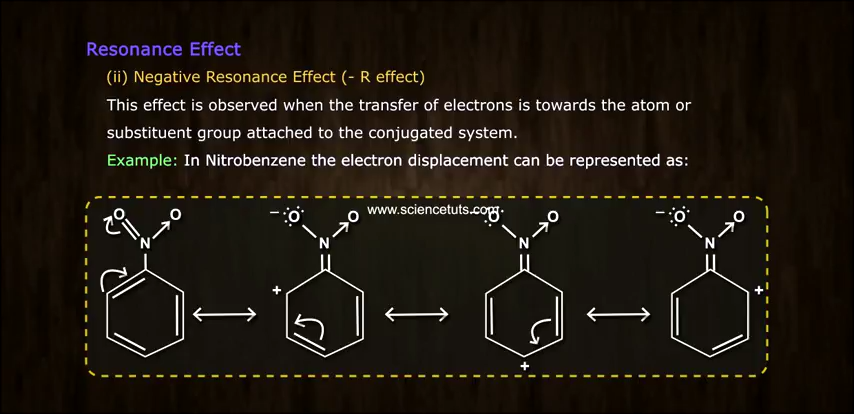 Resonance Effect
(ii) Negative Resonance Effect (- R effect)
This effect is observed when the transfer of electrons is towards the atom or
substituent group attached to the conjugated system.
Example: In Nitrobenzene the electron displacement can be represented as:
www.sciencetuts.com
O O N
– :O: O N +
:O: O N +
– :O: O N +